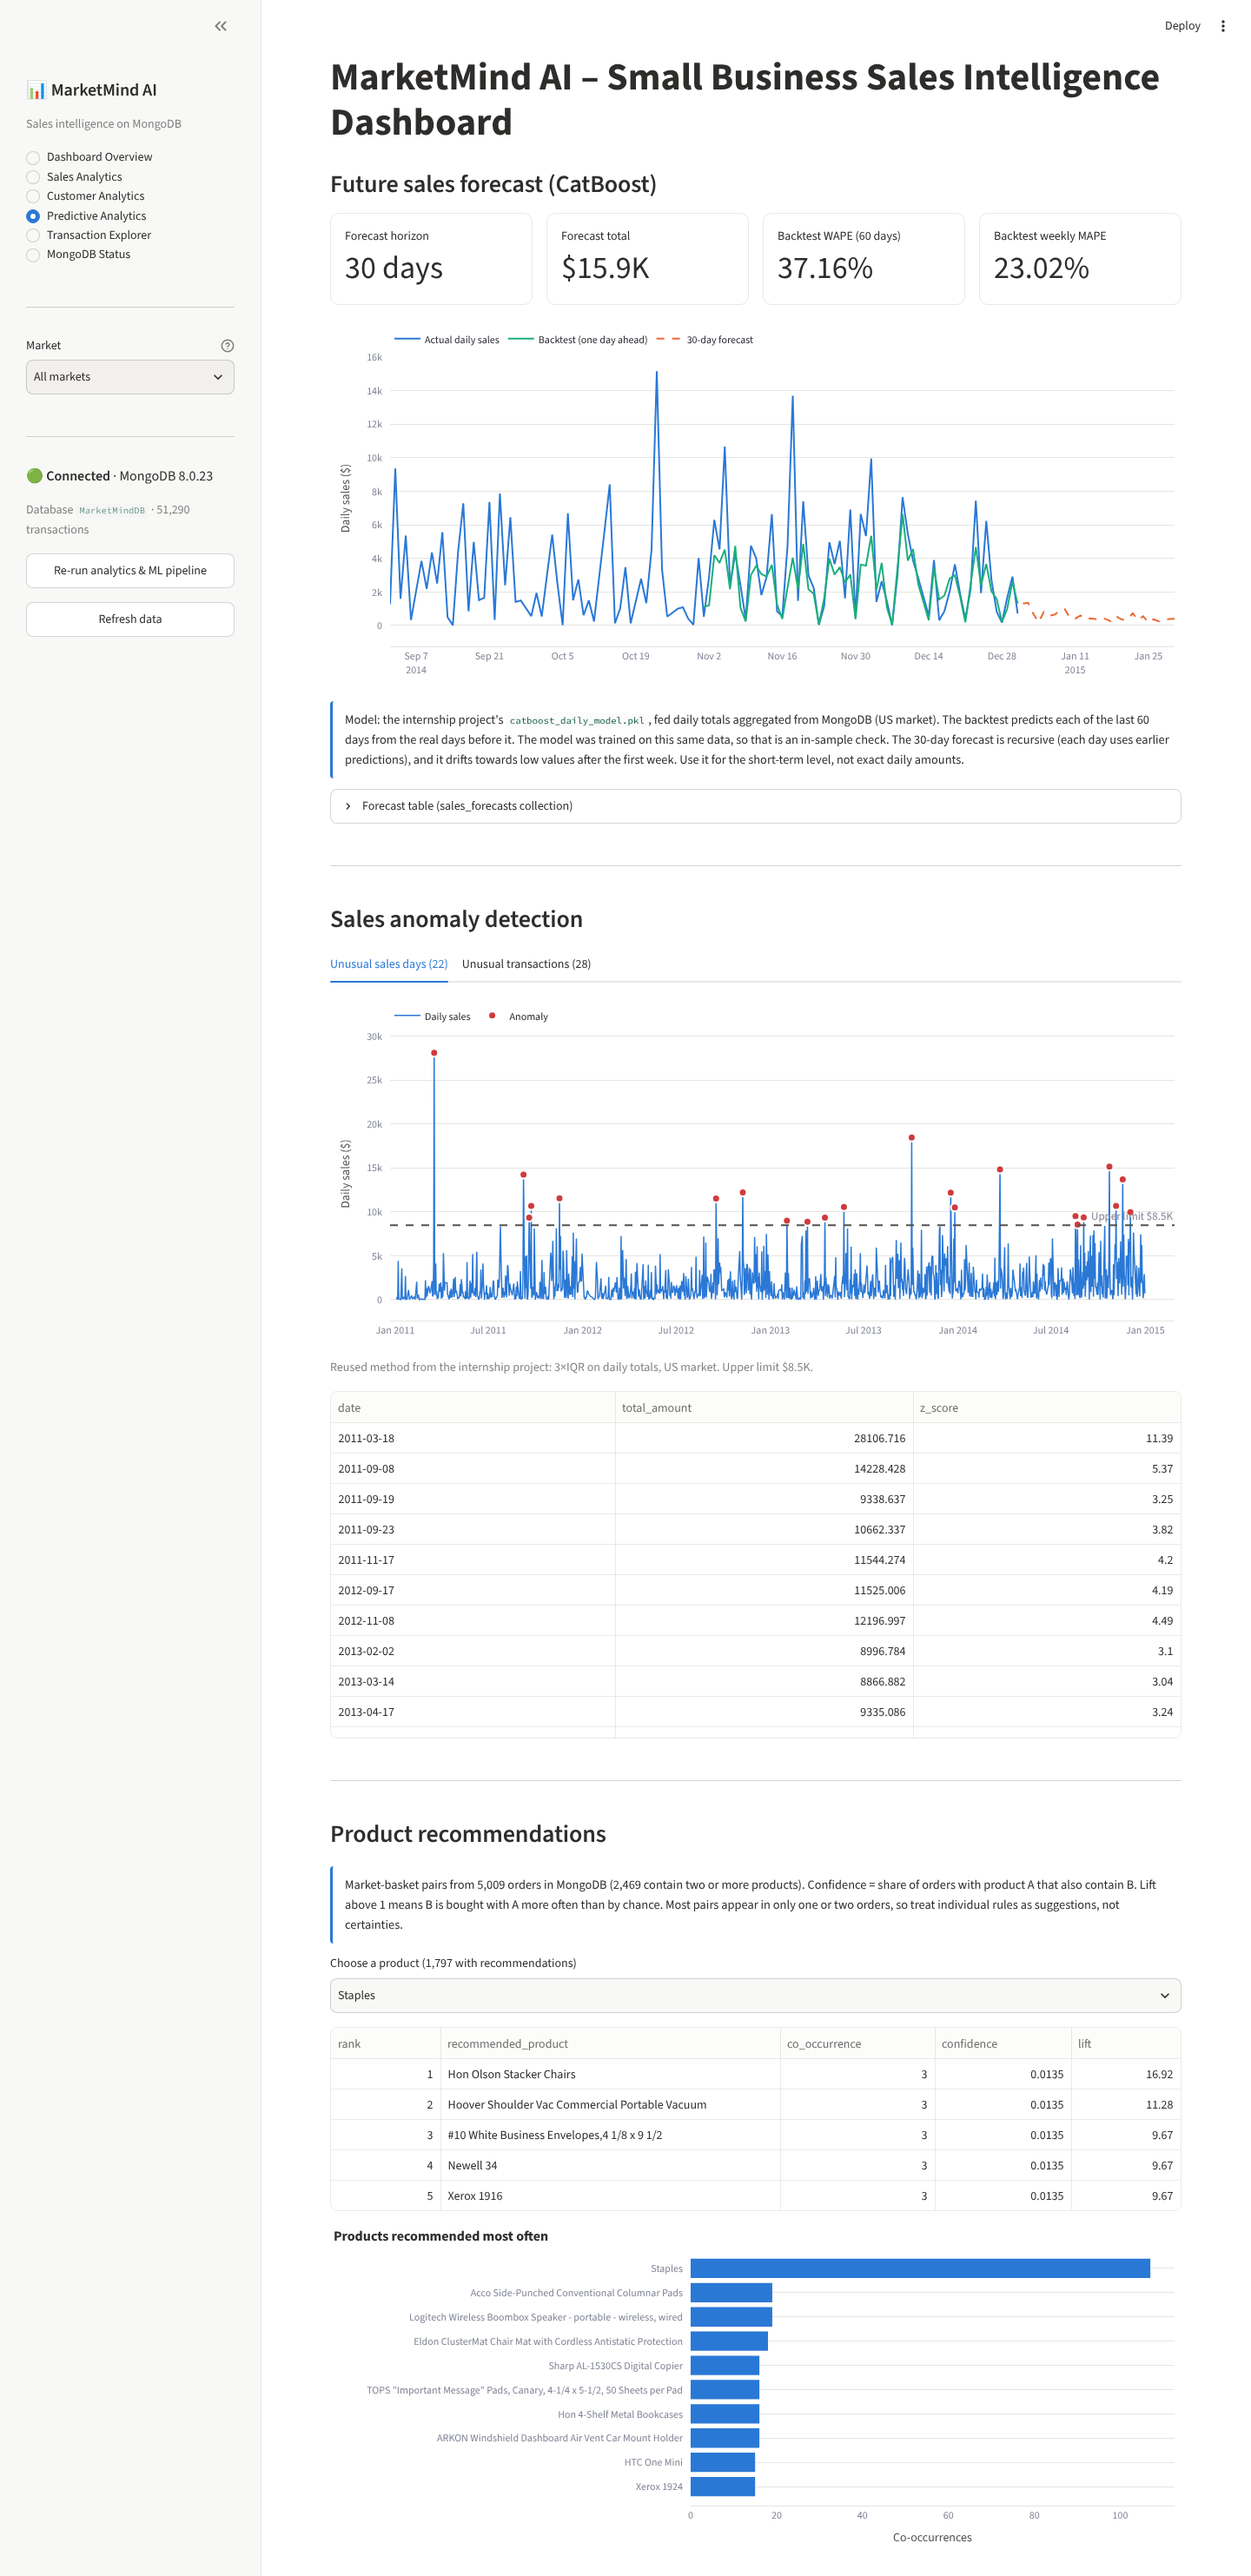 Deploy
📊 MarketMind AI
Sales intelligence on MongoDB
Dashboard Overview
Sales Analytics
Customer Analytics
Predictive Analytics
Transaction Explorer
MongoDB Status
Market
All markets
Connected · MongoDB 8.0.23
Database MarketMindDB · 51,290
transactions
Re-run analytics & ML pipeline
Refresh data
MarketMind AI – Small Business Sales Intelligence
Dashboard
Future sales forecast (CatBoost)
Forecast horizon
30 days
Forecast total
$15.9K
Backtest WAPE (60 days)
37.16%
Backtest weekly MAPE
23.02%
Actual daily sales Backtest (one day ahead) 30-day forecast
16k
14k
12k
10k
8k
6k
4k
2k
0
Daily sales ($)
Sep 7 Sep 21 Oct 5 Oct 19 Nov 2 Nov 16 Nov 30 Dec 14 Dec 28 Jan 11 Jan 25
2014 2015
Model: the internship project's catboost_daily_model.pkl , fed daily totals aggregated from MongoDB (US market). The backtest predicts each of the last 60
days from the real days before it. The model was trained on this same data, so that is an in-sample check. The 30-day forecast is recursive (each day uses earlier
predictions), and it drifts towards low values after the first week. Use it for the short-term level, not exact daily amounts.
Forecast table (sales_forecasts collection)
Sales anomaly detection
Unusual sales days (22) Unusual transactions (28)
Daily sales Anomaly
30k
25k
20k
15k
10k
5k
0
Daily sales ($)
Upper limit $8.5K
Jan 2011 Jul 2011 Jan 2012 Jul 2012 Jan 2013 Jul 2013 Jan 2014 Jul 2014 Jan 2015
Reused method from the internship project: 3×IQR on daily totals, US market. Upper limit $8.5K.
date total_amount z_score
2011-03-18 28106.716 11.39
2011-09-08 14228.428 5.37
2011-09-19 9338.637 3.25
2011-09-23 10662.337 3.82
2011-11-17 11544.274 4.2
2012-09-17 11525.006 4.19
2012-11-08 12196.997 4.49
2013-02-02 8996.784 3.1
2013-03-14 8866.882 3.04
2013-04-17 9335.086 3.24
Product recommendations
Market-basket pairs from 5,009 orders in MongoDB (2,469 contain two or more products). Confidence = share of orders with product A that also contain B. Lift
above 1 means B is bought with A more often than by chance. Most pairs appear in only one or two orders, so treat individual rules as suggestions, not
certainties.
Choose a product (1,797 with recommendations)
Staples
rank recommended_product co_occurrence confidence lift
1 Hon Olson Stacker Chairs 3 0.0135 16.92
2 Hoover Shoulder Vac Commercial Portable Vacuum 3 0.0135 11.28
3 #10 White Business Envelopes,4 1/8 x 9 1/2 3 0.0135 9.67
4 Newell 34 3 0.0135 9.67
5 Xerox 1916 3 0.0135 9.67
Products recommended most often
Staples
Acco Side-Punched Conventional Columnar Pads
Logitech Wireless Boombox Speaker - portable - wireless, wired
Eldon ClusterMat Chair Mat with Cordless Antistatic Protection
Sharp AL-1530CS Digital Copier
TOPS "Important Message" Pads, Canary, 4-1/4 x 5-1/2, 50 Sheets per Pad
Hon 4-Shelf Metal Bookcases
ARKON Windshield Dashboard Air Vent Car Mount Holder
HTC One Mini
Xerox 1924
0 20 40 60 80 100
Co-occurrences